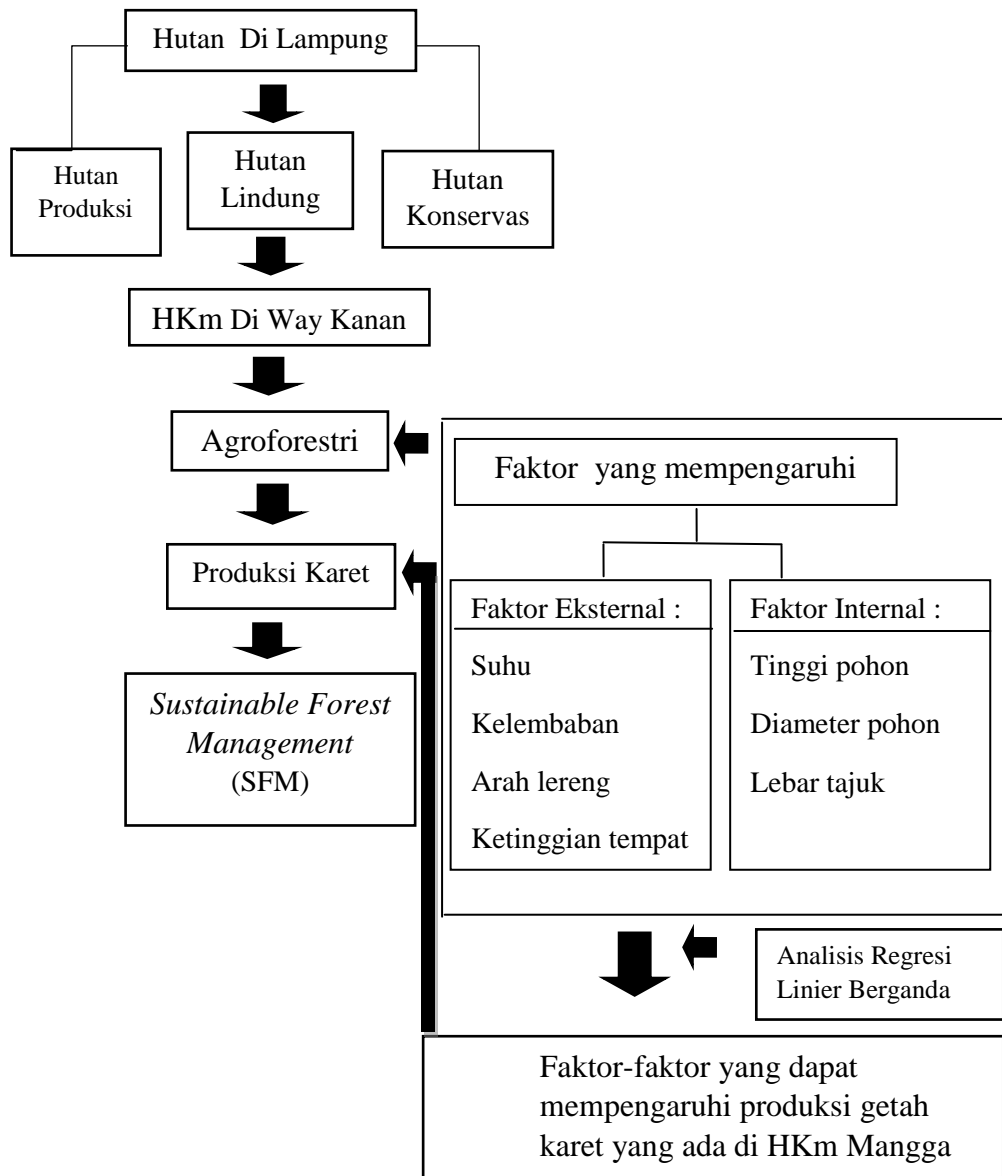 Hutan Di Lampung
Hutan
Produksi
Hutan
Lindung
Hutan
Konservas
HKm Di Way Kanan
Agroforestri
Produksi Karet
Sustainable Forest
Management
(SFM)
Faktor yang mempengaruhi
Faktor Eksternal :
Suhu
Kelembaban
Arah lereng
Ketinggian tempat
Faktor Internal :
Tinggi pohon
Diameter pohon
Lebar tajuk
Analisis Regresi
Linier Berganda
Faktor-faktor yang dapat
mempengaruhi produksi getah
karet yang ada di HKm Mangga